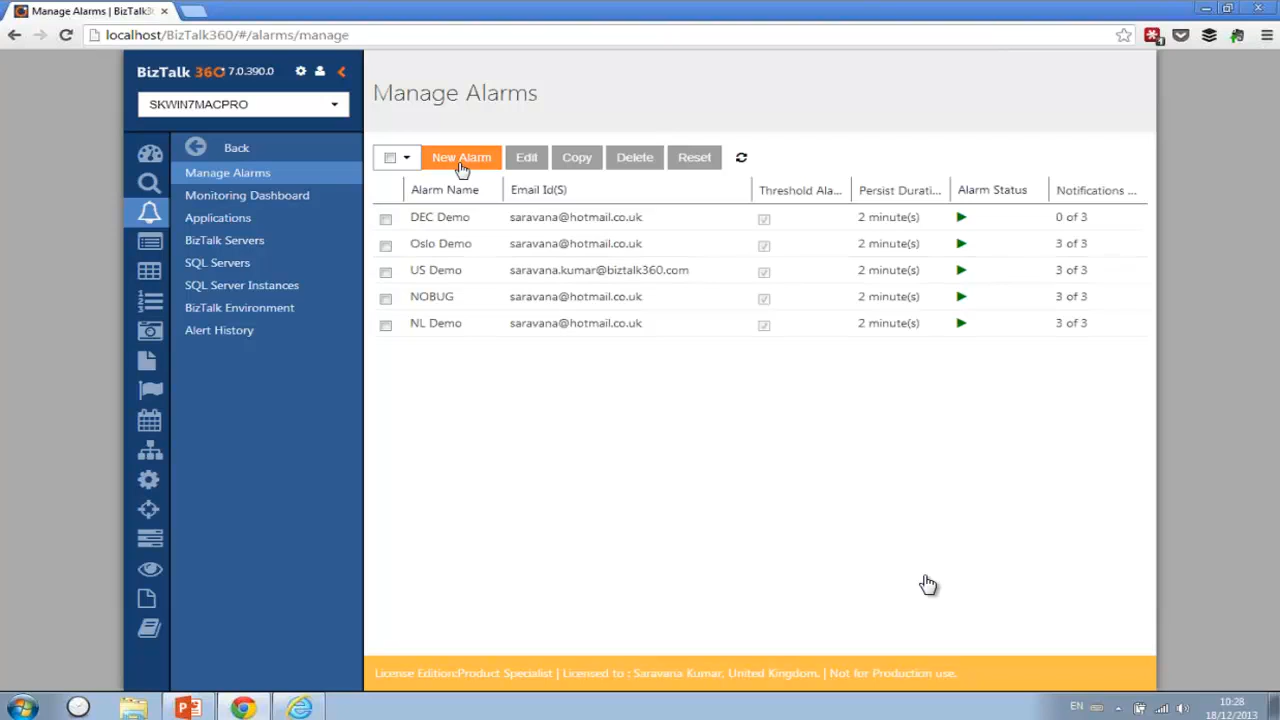 Manage Alarms | BizTalk3
localhost/BizTalk360/#/alarms/manage
BizTalk 360 7.0.390.0
SKWIN7MACPRO
Back
Manage Alarms
Monitoring Dashboard
Applications
BizTalk Servers
SQL Servers
SQL Server Instances
BizTalk Environment
Alert History
Manage Alarms
New Alarm Edit Copy Delete Reset
Alarm Name Email Id(S) Threshold Ala... Persist Durati... Alarm Status Notifications ...
DEC Demo saravana@hotmail.co.uk 2 minute(s) 0 of 3
Oslo Demo saravana@hotmail.co.uk 2 minute(s) 3 of 3
US Demo saravana.kumar@biztalk360.com 2 minute(s) 3 of 3
NOBUG saravana@hotmail.co.uk 2 minute(s) 3 of 3
NL Demo saravana@hotmail.co.uk 2 minute(s) 3 of 3
License Edition:Product Specialist | Licensed to : Saravana Kumar, United Kingdom. | Not for Production use.
EN
10:28
18/12/2013